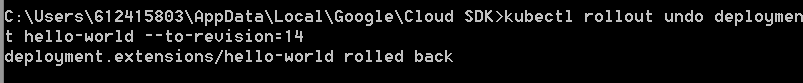 C:\Users\612415803\AppData\Local\Google\Cloud SDK>kubectl rollout undo deploymen
t hello-world --to-revision=14
deployment.extensions/hello-world rolled back